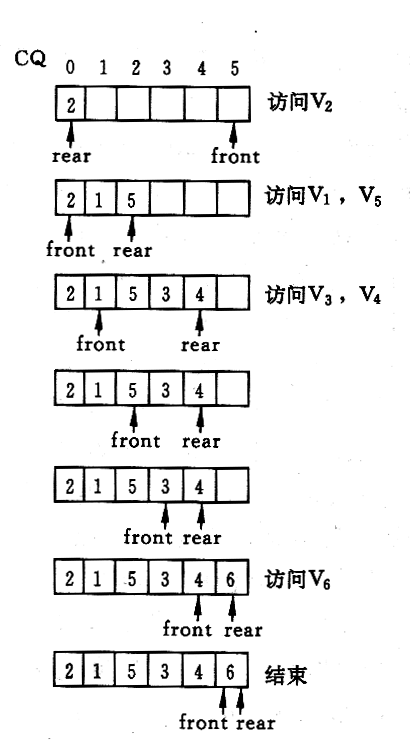 CQ 0 1 2 3 4 5
2 访问V₂
rear front
2 1 5 访问V₁，V₅
front rear
2 1 5 3 4 访问V₃，V₄
front rear
2 1 5 3 4
front rear
2 1 5 3 4
front rear
2 1 5 3 4 6 访问V₆
front rear
2 1 5 3 4 6 结束
front rear